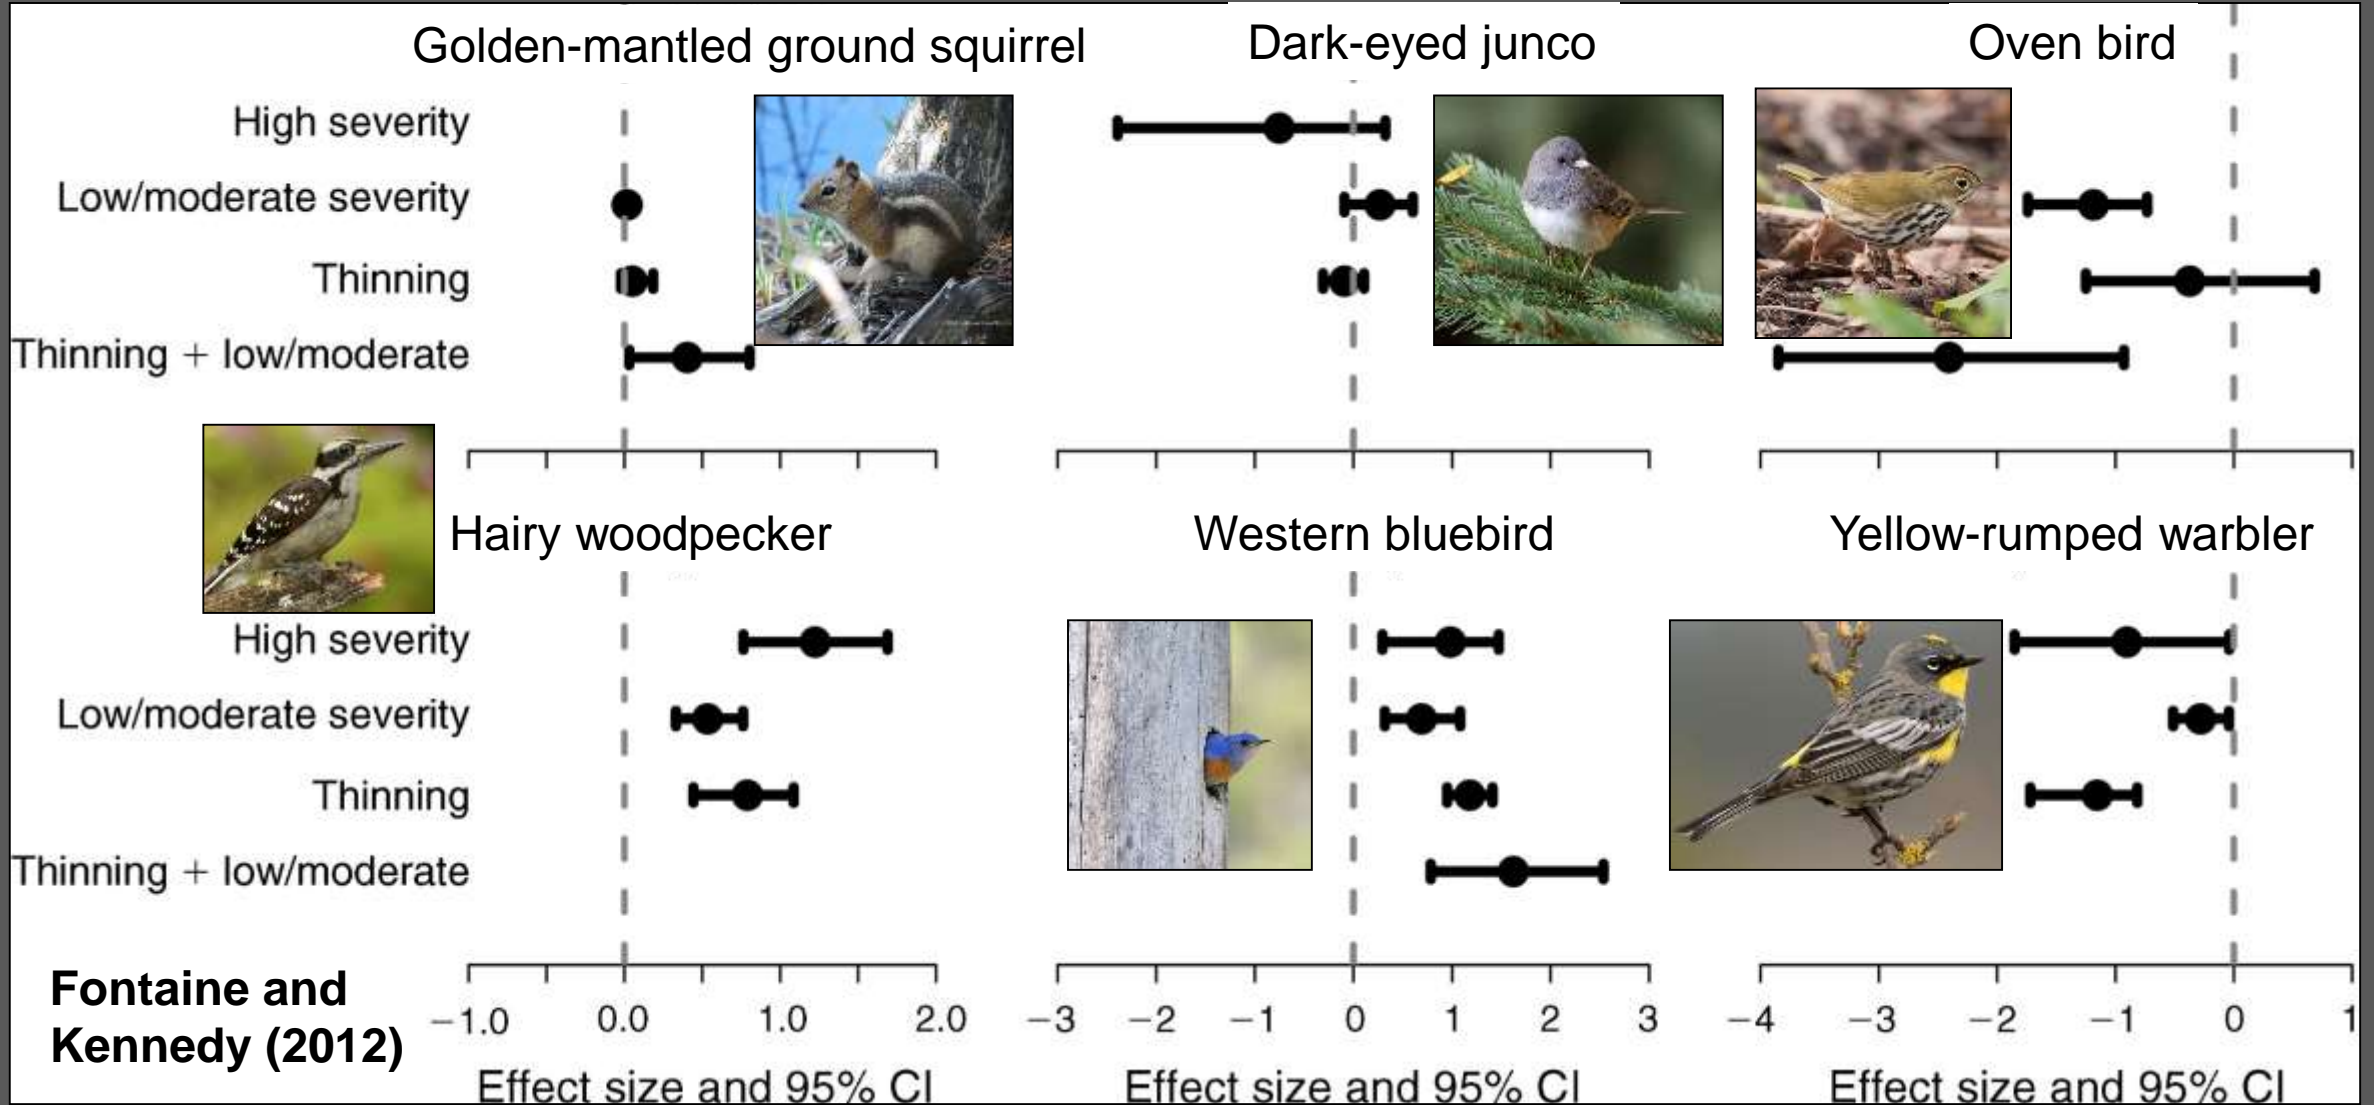 Golden-mantled ground squirrel
Dark-eyed junco
Oven bird
High severity
Low/moderate severity
Thinning
Thinning + low/moderate
Hairy woodpecker
Western bluebird
Yellow-rumped warbler
High severity
Low/moderate severity
Thinning
Thinning + low/moderate
Fontaine and
Kennedy (2012)
−1.0 0.0 1.0 2.0
−3 −2 −1 0 1 2 3
−4 −3 −2 −1 0 1
Effect size and 95% CI
Effect size and 95% CI
Effect size and 95% CI